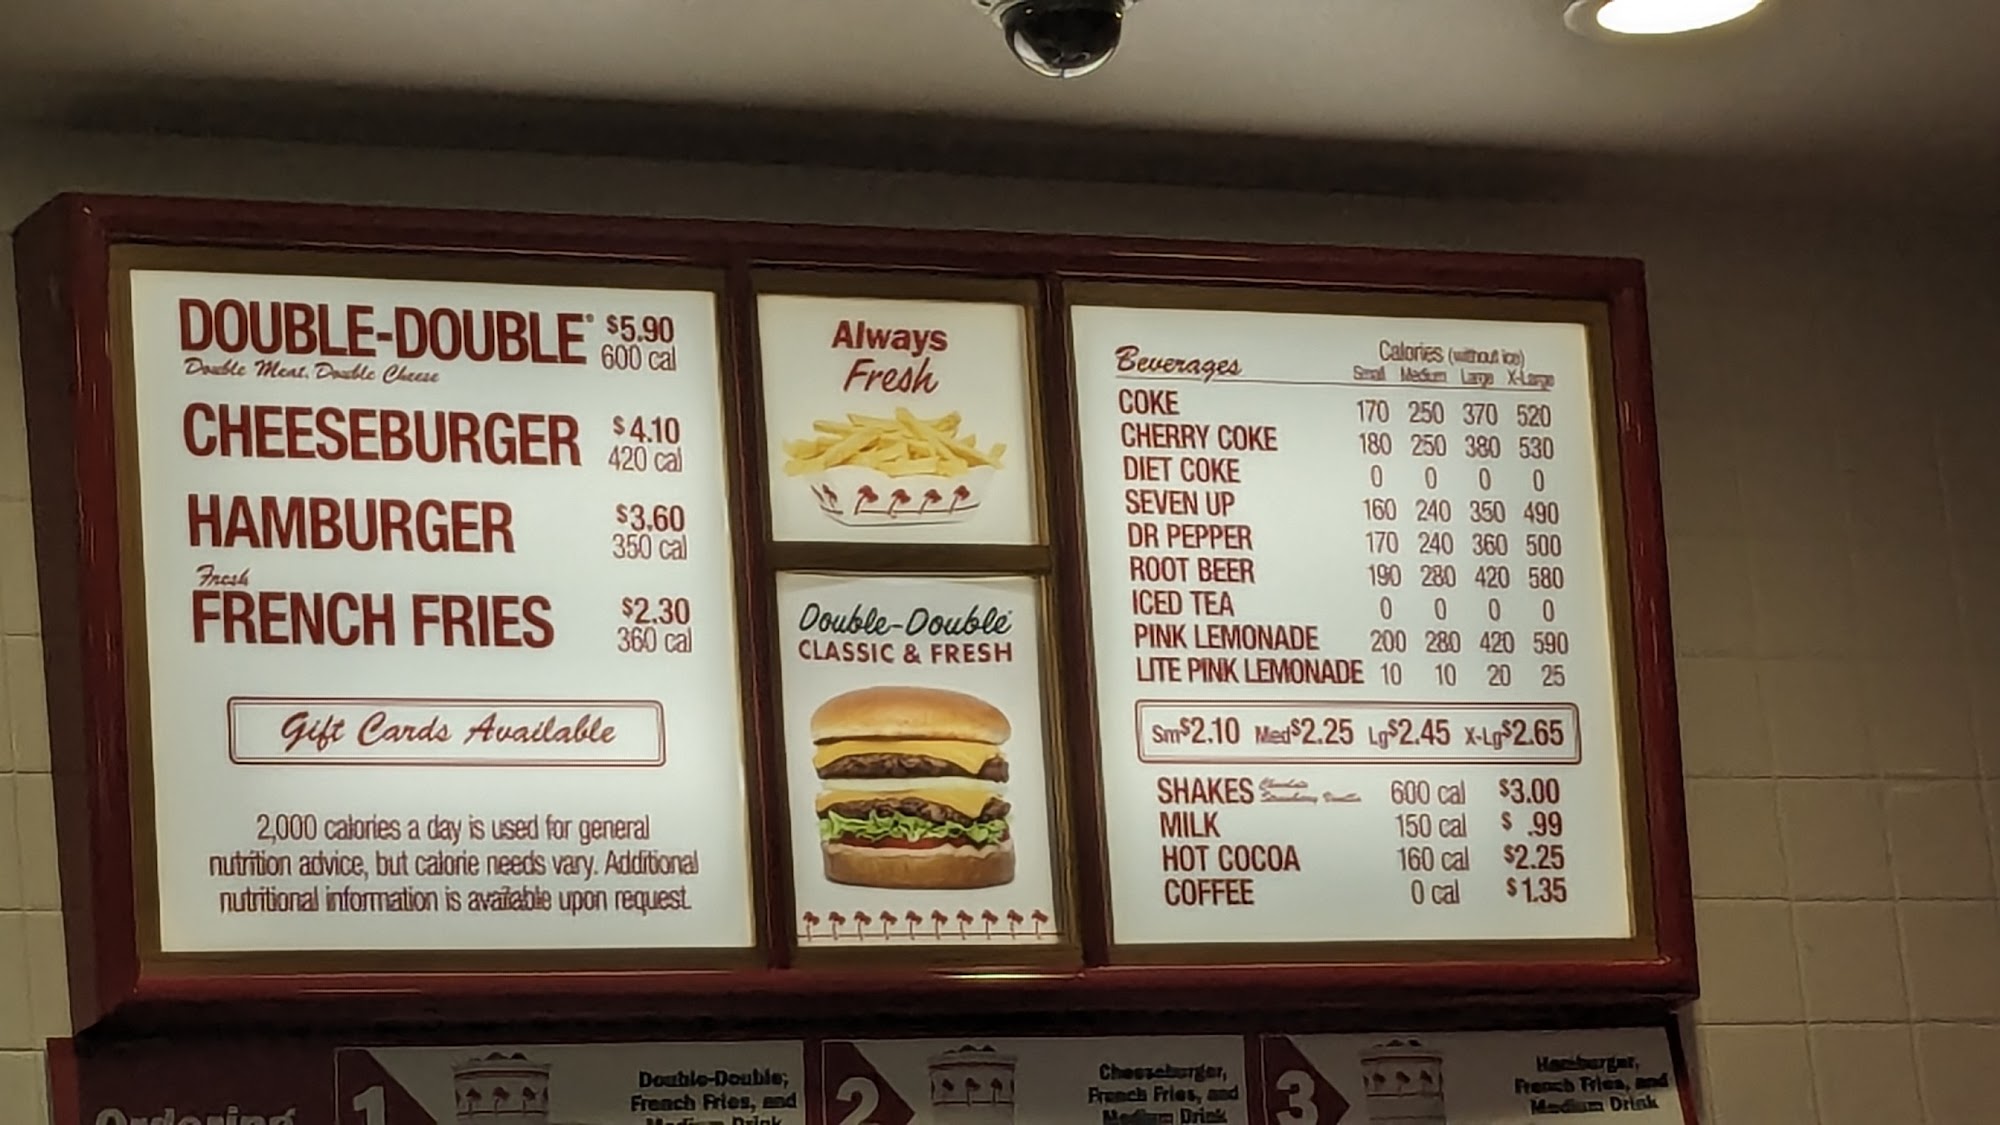 DOUBLE-DOUBLE® $5.90
600 cal
Double Meat, Double Cheese
CHEESEBURGER $4.10
420 cal
HAMBURGER $3.60
350 cal
Fresh
FRENCH FRIES $2.30
360 cal
Gift Cards Available
2,000 calories a day is used for general
nutrition advice, but calorie needs vary. Additional
nutritional information is available upon request.
Always
Fresh
Double-Double®
CLASSIC & FRESH
Beverages Calories (without ice)
Small Medium Large X-Large
COKE 170 250 370 520
CHERRY COKE 180 250 380 530
DIET COKE 0 0 0 0
SEVEN UP 160 240 350 490
DR PEPPER 170 240 360 500
ROOT BEER 190 280 420 580
ICED TEA 0 0 0 0
PINK LEMONADE 200 280 420 590
LITE PINK LEMONADE 10 10 20 25
Sm$2.10 Med$2.25 Lg$2.45 X-Lg$2.65
SHAKES Chocolate Strawberry Vanilla 600 cal $3.00
MILK 150 cal $ .99
HOT COCOA 160 cal $2.25
COFFEE 0 cal $1.35
Ordering
1
Double-Double,
French Fries, and
Medium Drink
2
Cheeseburger,
French Fries, and
Medium Drink
3
Hamburger,
French Fries, and
Medium Drink